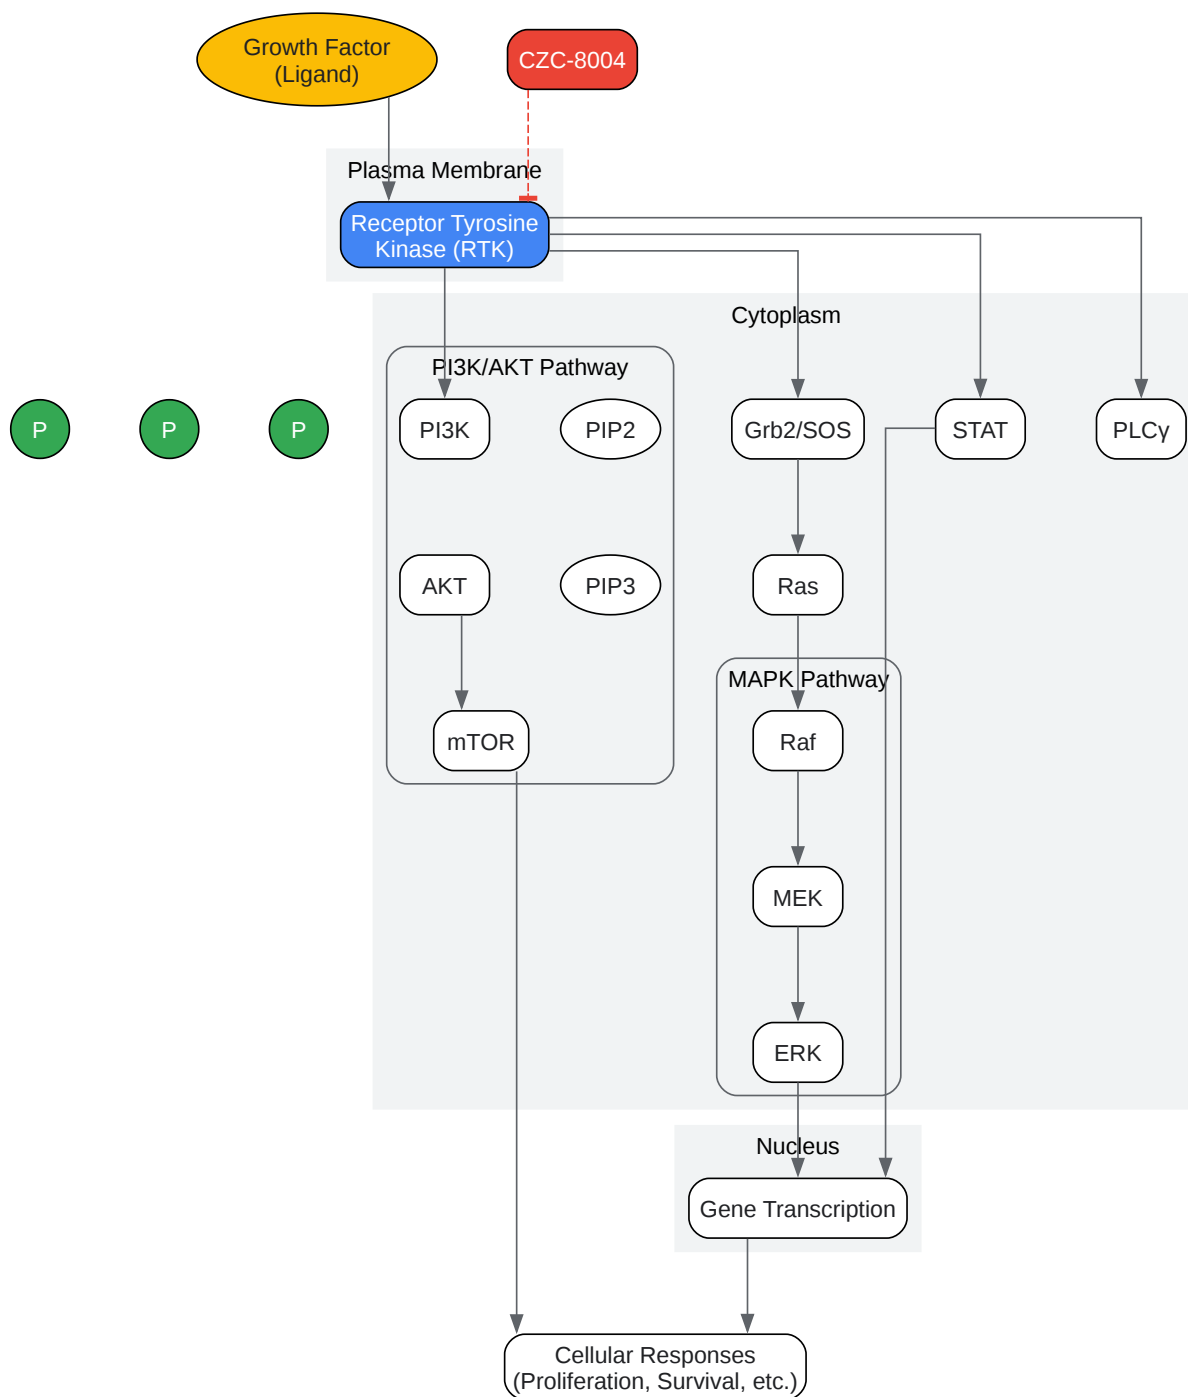 Growth Factor
(Ligand)
CZC-8004
Plasma Membrane
Receptor Tyrosine
Kinase (RTK)
Cytoplasm
PI3K/AKT Pathway
P
P
P
PI3K
PIP2
Grb2/SOS
STAT
PLCγ
AKT
PIP3
Ras
MAPK Pathway
mTOR
Raf
MEK
ERK
Nucleus
Gene Transcription
Cellular Responses
(Proliferation, Survival, etc.)